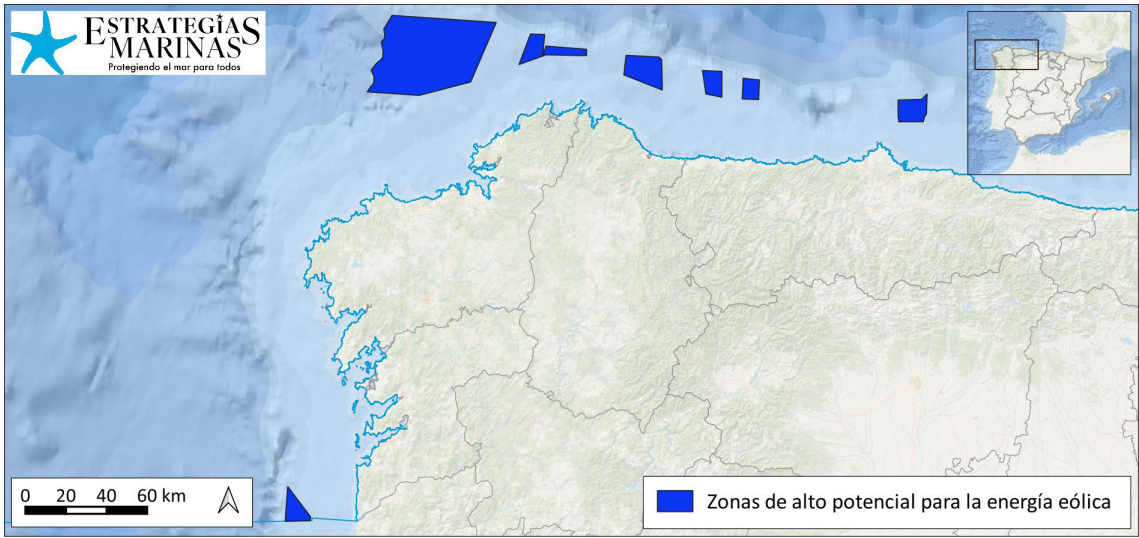 ESTRATEGIAS
MARINAS
Protegiendo el mar para todos
0 20 40 60 km
Zonas de alto potencial para la energía eólica